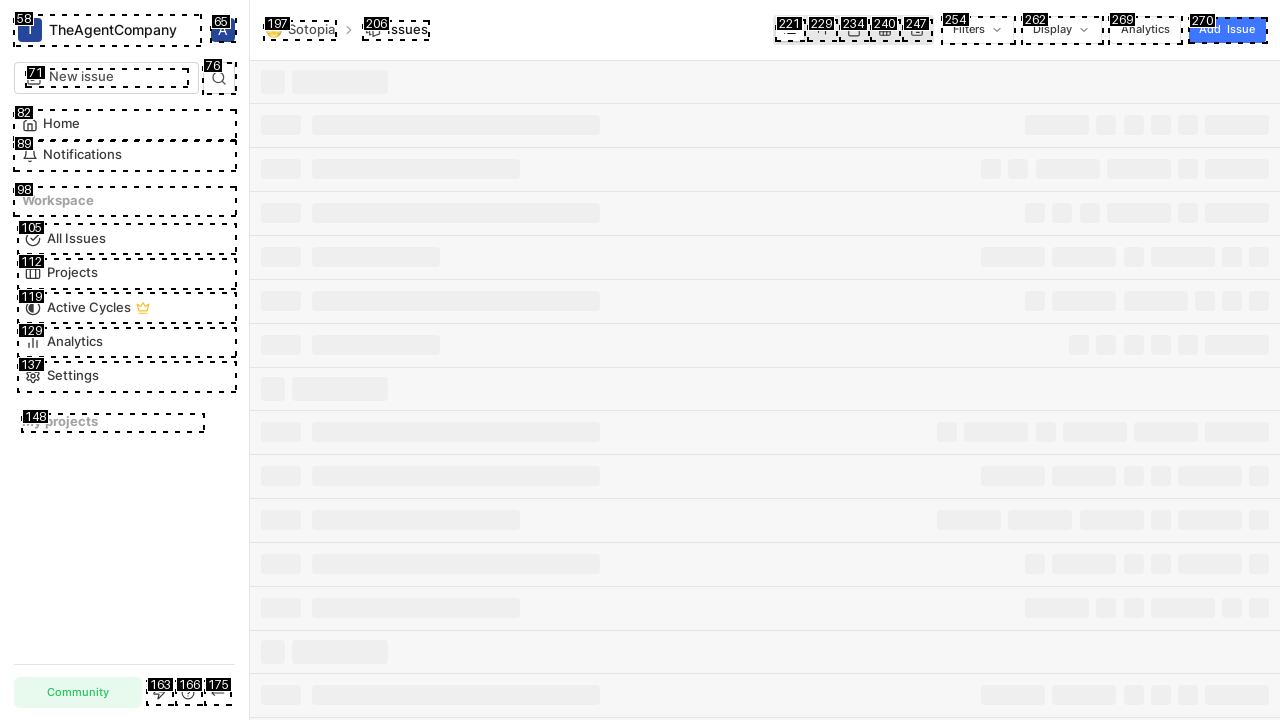 58
TheAgentCompany
65
A
71
New issue
76
82
Home
89
Notifications
98
Workspace
105
All Issues
112
Projects
119
Active Cycles
129
Analytics
137
Settings
148
My projects
Community
163
166
175
197
Sotopia
206
Issues
221
229
234
240
247
254
Filters
262
Display
269
Analytics
270
Add Issue